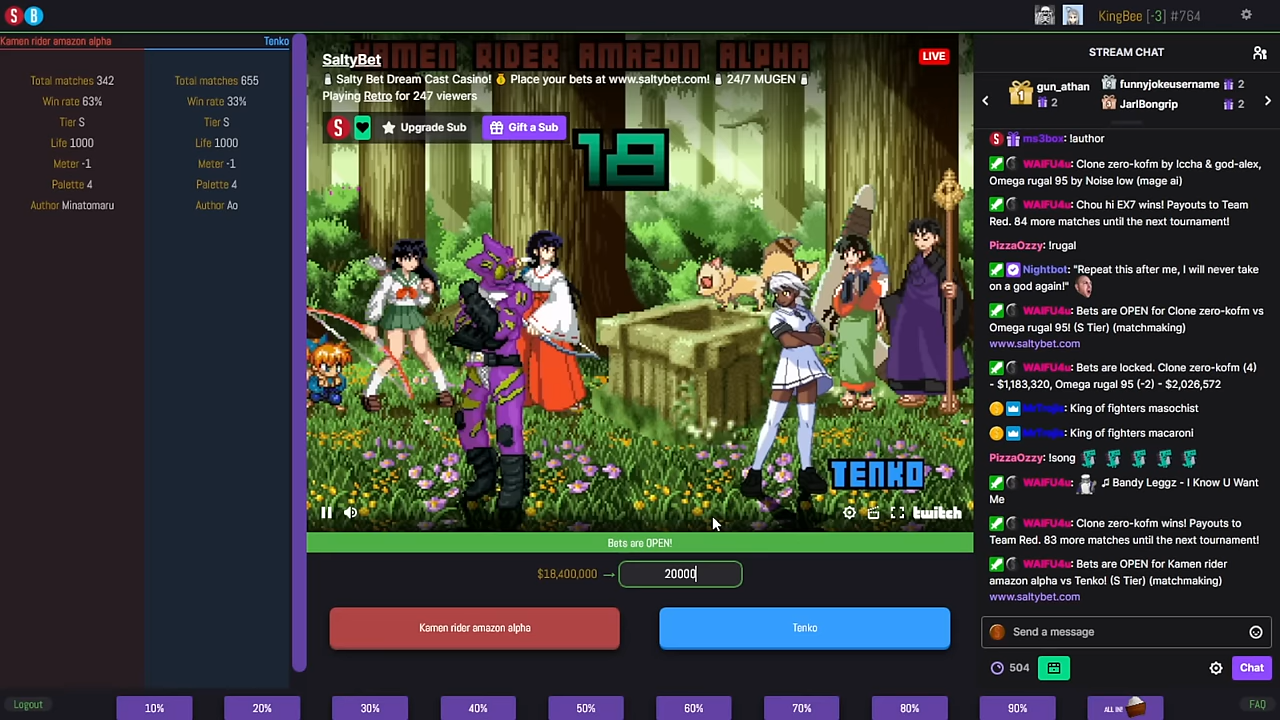 S B
KingBee [-3] #764
Kamen rider amazon alpha
Tenko
Total matches 342
Total matches 655
Win rate 63%
Win rate 33%
Tier S
Tier S
Life 1000
Life 1000
Meter -1
Meter -1
Palette 4
Palette 4
Author Minatomaru
Author Ao
KAMEN RIDER AMAZON ALPHA
SaltyBet
LIVE
Salty Bet Dream Cast Casino! Place your bets at www.saltybet.com! 24/7 MUGEN
Playing Retro for 247 viewers
S
Upgrade Sub
Gift a Sub
18
TENKO
twitch
Bets are OPEN!
$18,400,000 → 20000
Kamen rider amazon alpha
Tenko
STREAM CHAT
1 gun_athan 2
funnyjokeusername 2
JarlBongrip 2
ms3box: !author
WAIFU4u: Clone zero-kofm by Iccha & god-alex,
Omega rugal 95 by Noise low (mage ai)
WAIFU4u: Chou hi EX7 wins! Payouts to Team
Red. 84 more matches until the next tournament!
PizzaOzzy: !rugal
Nightbot: "Repeat this after me, I will never take
on a god again!"
WAIFU4u: Bets are OPEN for Clone zero-kofm vs
Omega rugal 95! (S Tier) (matchmaking)
www.saltybet.com
WAIFU4u: Bets are locked. Clone zero-kofm (4)
- $1,183,320, Omega rugal 95 (-2) - $2,026,572
: King of fighters masochist
: King of fighters macaroni
PizzaOzzy: !song
WAIFU4u: ♫ Bandy Leggz - I Know U Want
Me
WAIFU4u: Clone zero-kofm wins! Payouts to
Team Red. 83 more matches until the next tournament!
WAIFU4u: Bets are OPEN for Kamen rider
amazon alpha vs Tenko! (S Tier) (matchmaking)
www.saltybet.com
Send a message
504
Chat
Logout
10%
20%
30%
40%
50%
60%
70%
80%
90%
ALL IN!
FAQ